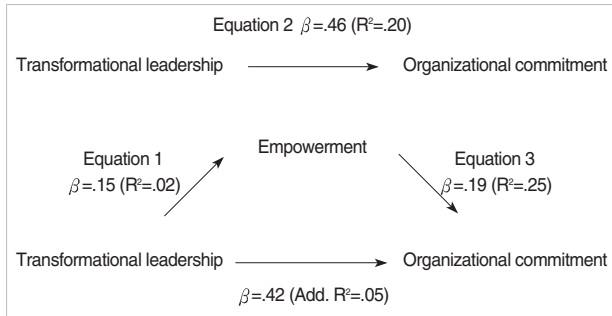 Equation 2 β=.46 (R²=.20)
Transformational leadership Organizational commitment
Empowerment
Equation 1
β=.15 (R²=.02)
Equation 3
β=.19 (R²=.25)
Transformational leadership Organizational commitment
β=.42 (Add. R²=.05)